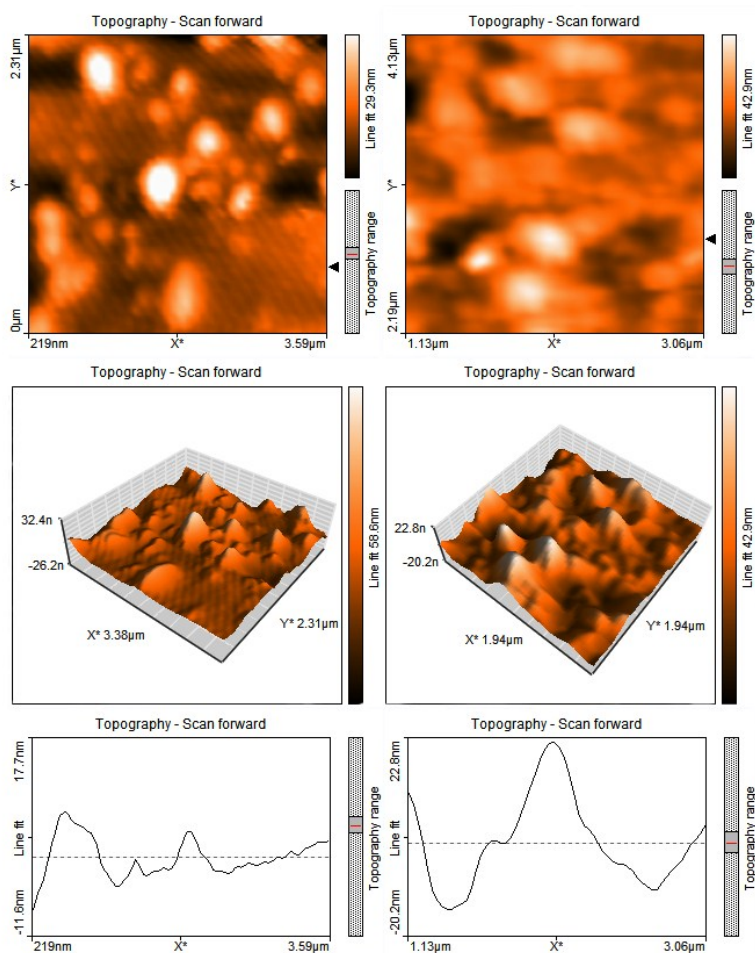 Topography - Scan forward
2.31µm
Y*
0µm
219nm
X*
3.59µm
Line fit 29.3nm
Topography range
Topography - Scan forward
4.13µm
Y*
2.19µm
1.13µm
X*
3.06µm
Line fit 42.9nm
Topography range
Topography - Scan forward
32.4n
-26.2n
X* 3.38µm
Y* 2.31µm
Line fit 58.6nm
Topography - Scan forward
22.8n
-20.2n
X* 1.94µm
Y* 1.94µm
Line fit 42.9nm
Topography - Scan forward
17.7nm
Line fit
-11.6nm
219nm
X*
3.59µm
Topography range
Topography - Scan forward
22.8nm
Line fit
-20.2nm
1.13µm
X*
3.06µm
Topography range